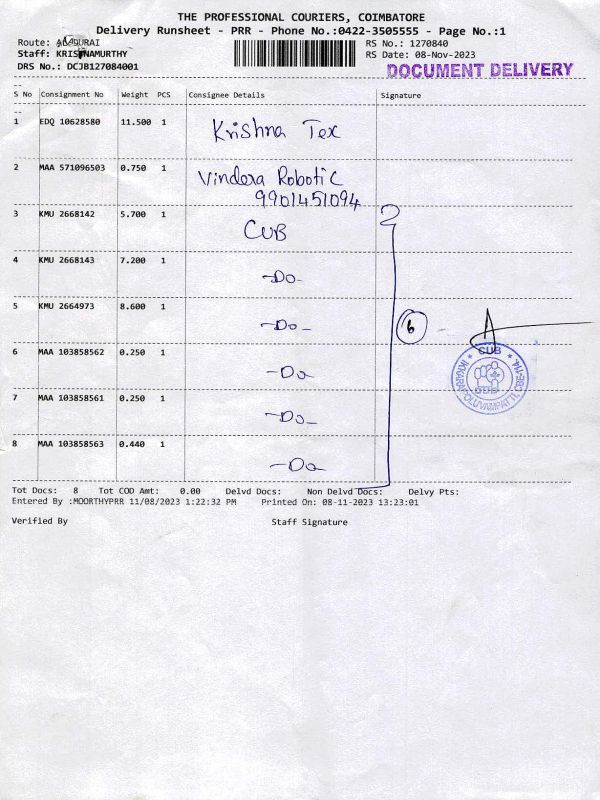 THE PROFESSIONAL COURIERS, COIMBATORE
Delivery Runsheet - PRR - Phone No.:0422-3505555 - Page No.:1
Route:
RS No.: 1270840
Staff: KRISHNAMURTHY
RS Date: 08-Nov-2023
DRS No.: DCJB127084001
DOCUMENT DELIVERY
S No Consignment No Weight PCS Consignee Details Signature
1 EDQ 10628580 11.500 1 Krishna Tex
2 MAA 571096503 0.750 1 Vindera Robotic
9901451094
3 KMU 2668142 5.700 1 CUB
4 KMU 2668143 7.200 1 -Do-
5 KMU 2664973 8.600 1 -Do-
6
6 MAA 103858562 0.250 1 -Do-
CUB
7 MAA 103858561 0.250 1 -Do-
8 MAA 103858563 0.440 1 -Do-
Tot Docs: 8 Tot COD Amt: 0.00 Delvd Docs: Non Delvd Docs: Delvy Pts:
Entered By :MOORTHYPRR 11/08/2023 1:22:32 PM Printed On: 08-11-2023 13:23:01
Verified By Staff Signature